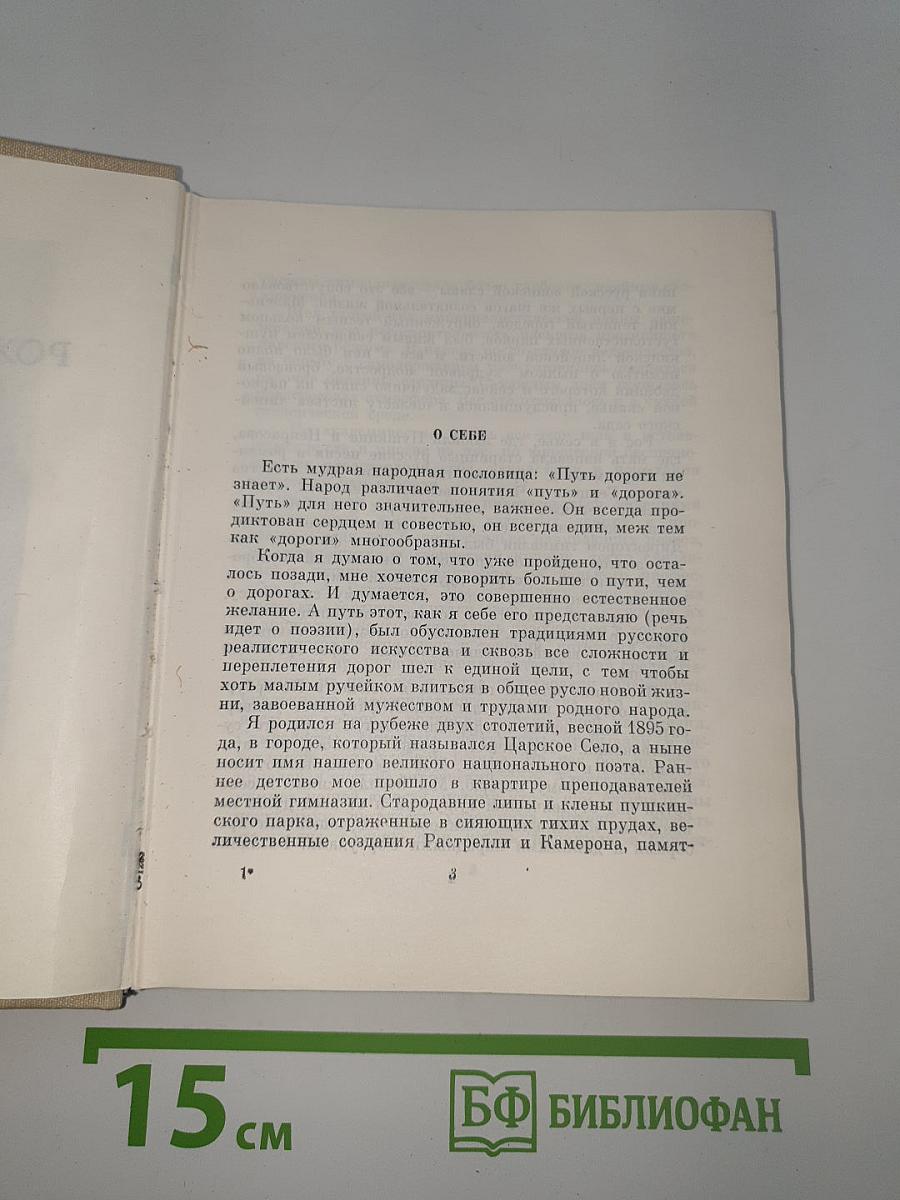 РО
О СЕБЕ
Есть мудрая народная пословица: «Путь дороги не
знает». Народ различает понятия «путь» и «дорога».
«Путь» для него значительнее, важнее. Он всегда про-
диктован сердцем и совестью, он всегда един, меж тем
как «дороги» многообразны.
Когда я думаю о том, что уже пройдено, что оста-
лось позади, мне хочется говорить больше о пути, чем
о дорогах. И думается, это совершенно естественное
желание. А путь этот, как я себе его представляю (речь
идет о поэзии), был обусловлен традициями русского
реалистического искусства и сквозь все сложности и
переплетения дорог шел к единой цели, с тем чтобы
хоть малым ручейком влиться в общее русло новой жиз-
ни, завоеванной мужеством и трудами родного народа.
Я родился на рубеже двух столетий, весной 1895 го-
да, в городе, который назывался Царское Село, а ныне
носит имя нашего великого национального поэта. Ран-
нее детство мое прошло в квартире преподавателей
местной гимназии. Стародавние липы и клены пушкин-
ского парка, отраженные в сияющих тихих прудах, ве-
личественные создания Растрелли и Камерона, памят-
1*
3
15 см
БФ БИБЛИОФАН